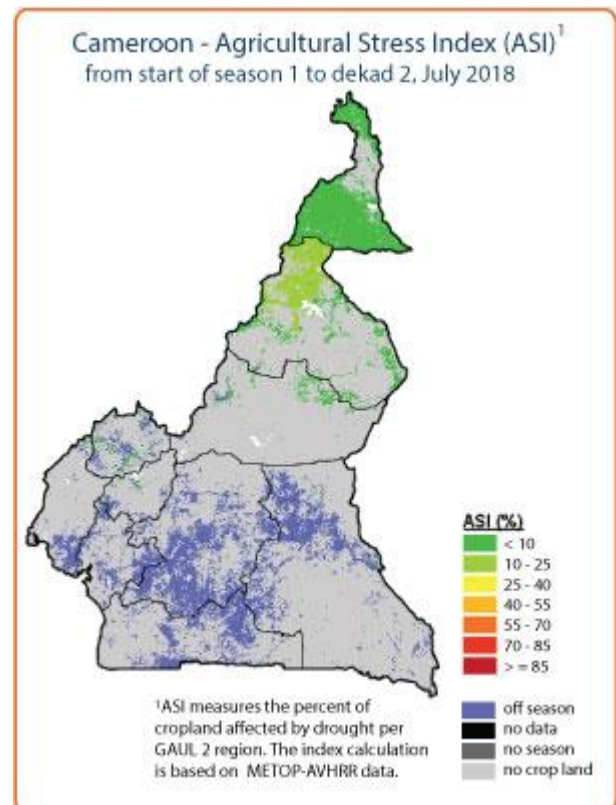 Cameroon - Agricultural Stress Index (ASI)¹
from start of season 1 to dekad 2, July 2018
ASI (%)
< 10
10 - 25
25 - 40
40 - 55
55 - 70
70 - 85
> = 85
¹ASI measures the percent of
cropland affected by drought per
GAUL 2 region. The index calculation
is based on METOP-AVHRR data.
off season
no data
no season
no crop land